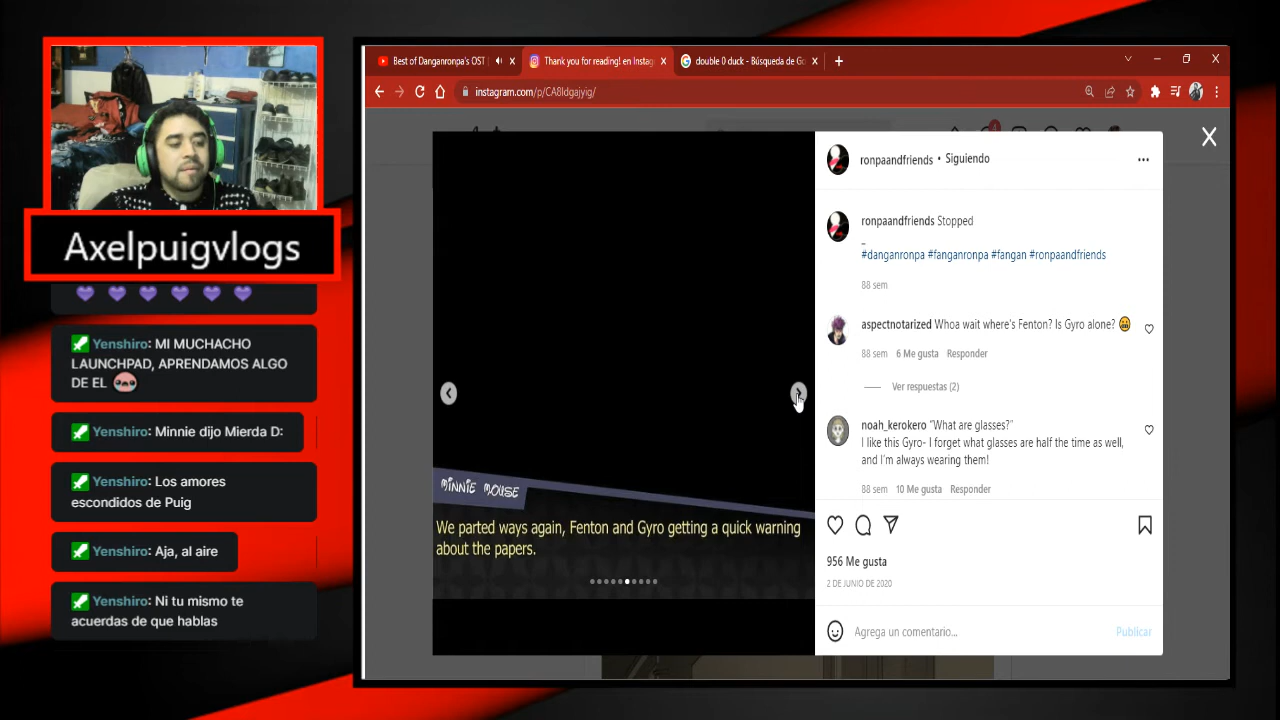 Axelpuigvlogs
Yenshiro: MI MUCHACHO
LAUNCHPAD, APRENDAMOS ALGO
DE EL
Yenshiro: Minnie dijo Mierda D:
Yenshiro: Los amores
escondidos de Puig
Yenshiro: Aja, al aire
Yenshiro: Ni tu mismo te
acuerdas de que hablas
Best of Danganronpa's OST
Thank you for reading! en Instag
double 0 duck - Búsqueda de Go
instagram.com/p/CA8ldgajyig/
MINNIE MOUSE
We parted ways again, Fenton and Gyro getting a quick warning
about the papers.
ronpaandfriends • Siguiendo
ronpaandfriends Stopped
_
#danganronpa #fanganronpa #fangan #ronpaandfriends
88 sem
aspectnotarized Whoa wait where's Fenton? Is Gyro alone? 😬
88 sem 6 Me gusta Responder
Ver respuestas (2)
noah_kerokero “What are glasses?”
I like this Gyro- I forget what glasses are half the time as well,
and I'm always wearing them!
88 sem 10 Me gusta Responder
956 Me gusta
2 DE JUNIO DE 2020
Agrega un comentario...
Publicar